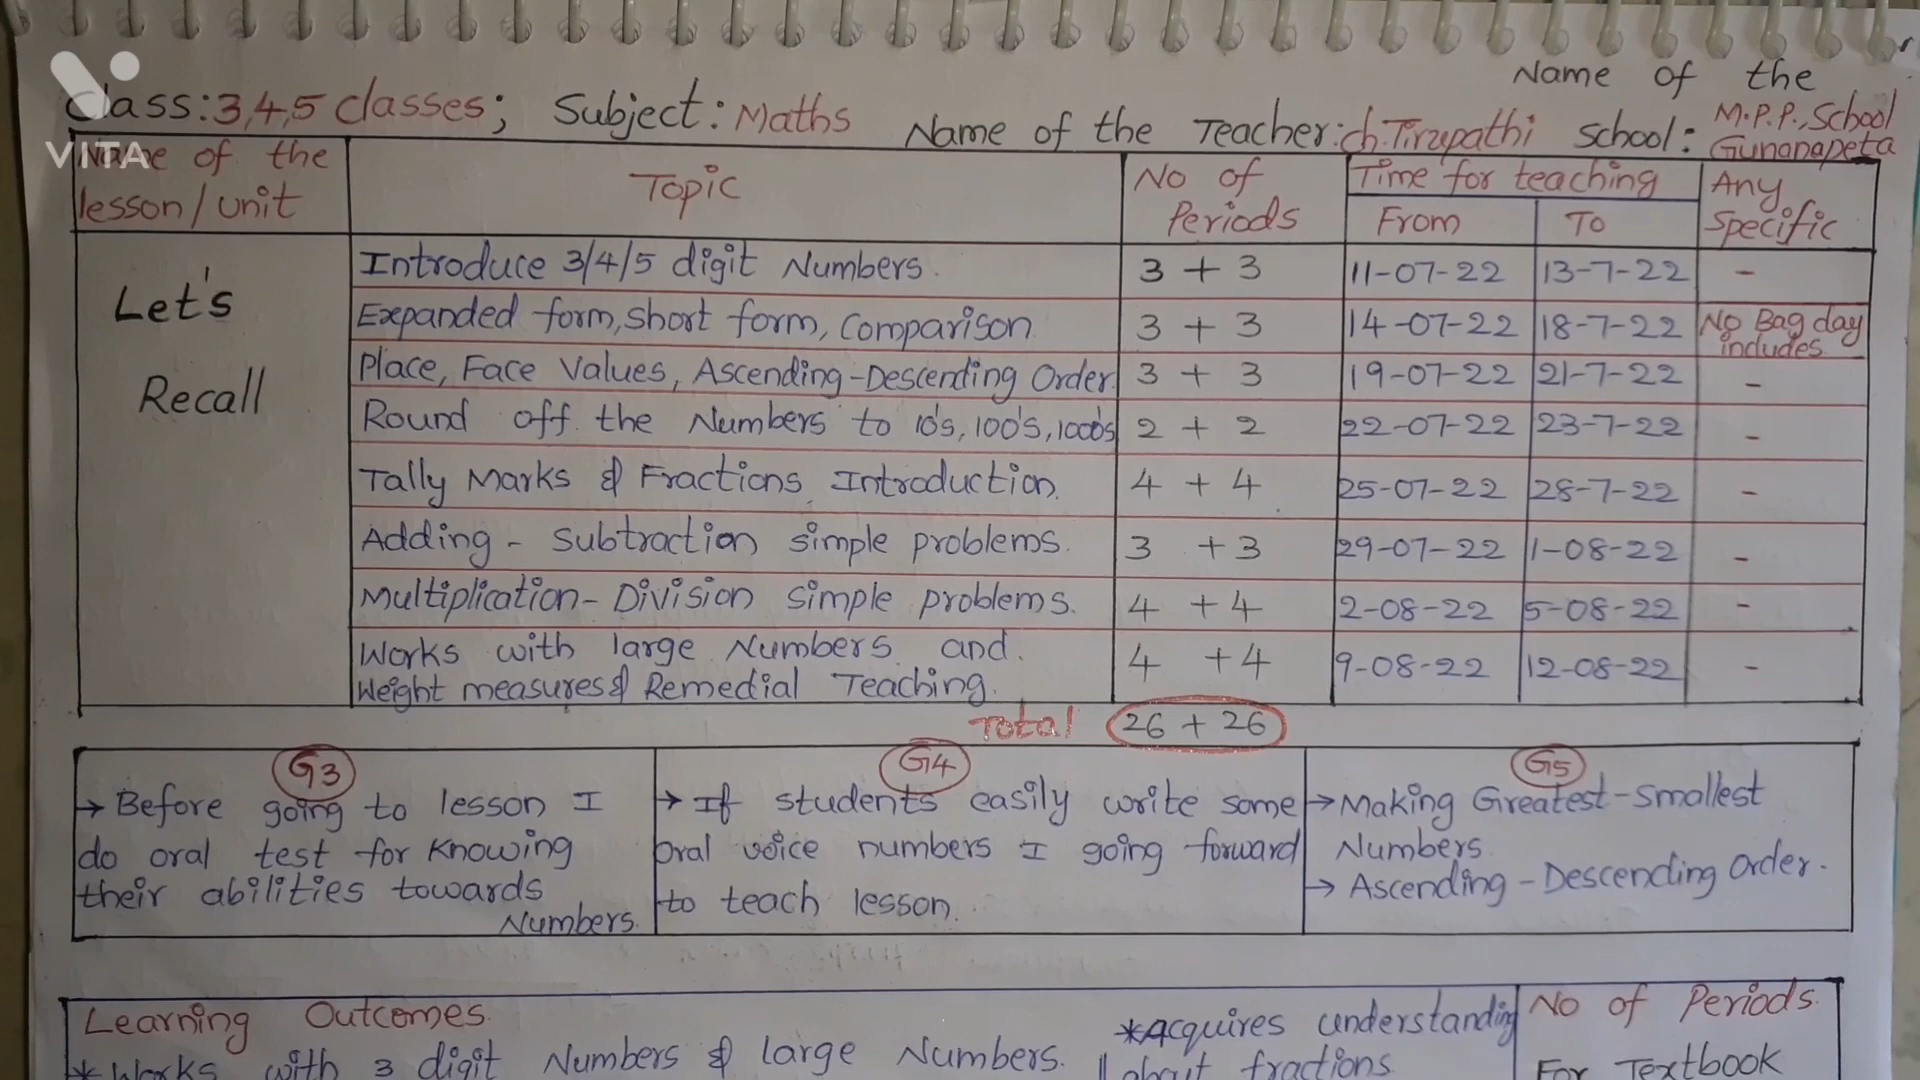 VITA
Class: 3,4,5 classes; Subject: Maths Name of the Teacher: ch.Tirupathi Name of the School: M.P.P., School Gunanapeta
Name of the lesson/unit Topic No of Periods Time for teaching Any Specific
From To
Let's Recall
Introduce 3/4/5 digit Numbers. 3 + 3 11-07-22 13-7-22 -
Expanded form, short form, Comparison. 3 + 3 14-07-22 18-7-22 No Bag day includes
Place, Face Values, Ascending-Descending Order. 3 + 3 19-07-22 21-7-22 -
Round off the Numbers to 10's, 100's, 1000's 2 + 2 22-07-22 23-7-22 -
Tally Marks & Fractions Introduction. 4 + 4 25-07-22 28-7-22 -
Adding - Subtraction simple problems. 3 + 3 29-07-22 1-08-22 -
Multiplication - Division simple problems. 4 + 4 2-08-22 5-08-22 -
Works with large Numbers and
Weight measures & Remedial Teaching. 4 + 4 9-08-22 12-08-22 -
Total 26 + 26
G3
→ Before going to lesson I
do oral test for Knowing
their abilities towards
Numbers.
G4
→ If students easily write some
oral voice numbers I going forward
to teach lesson.
G5
→ Making Greatest-Smallest
Numbers
→ Ascending - Descending Order.
Learning Outcomes
* Works with 3 digit Numbers & large Numbers.
* Acquires understanding
about fractions
No of Periods
For Textbook